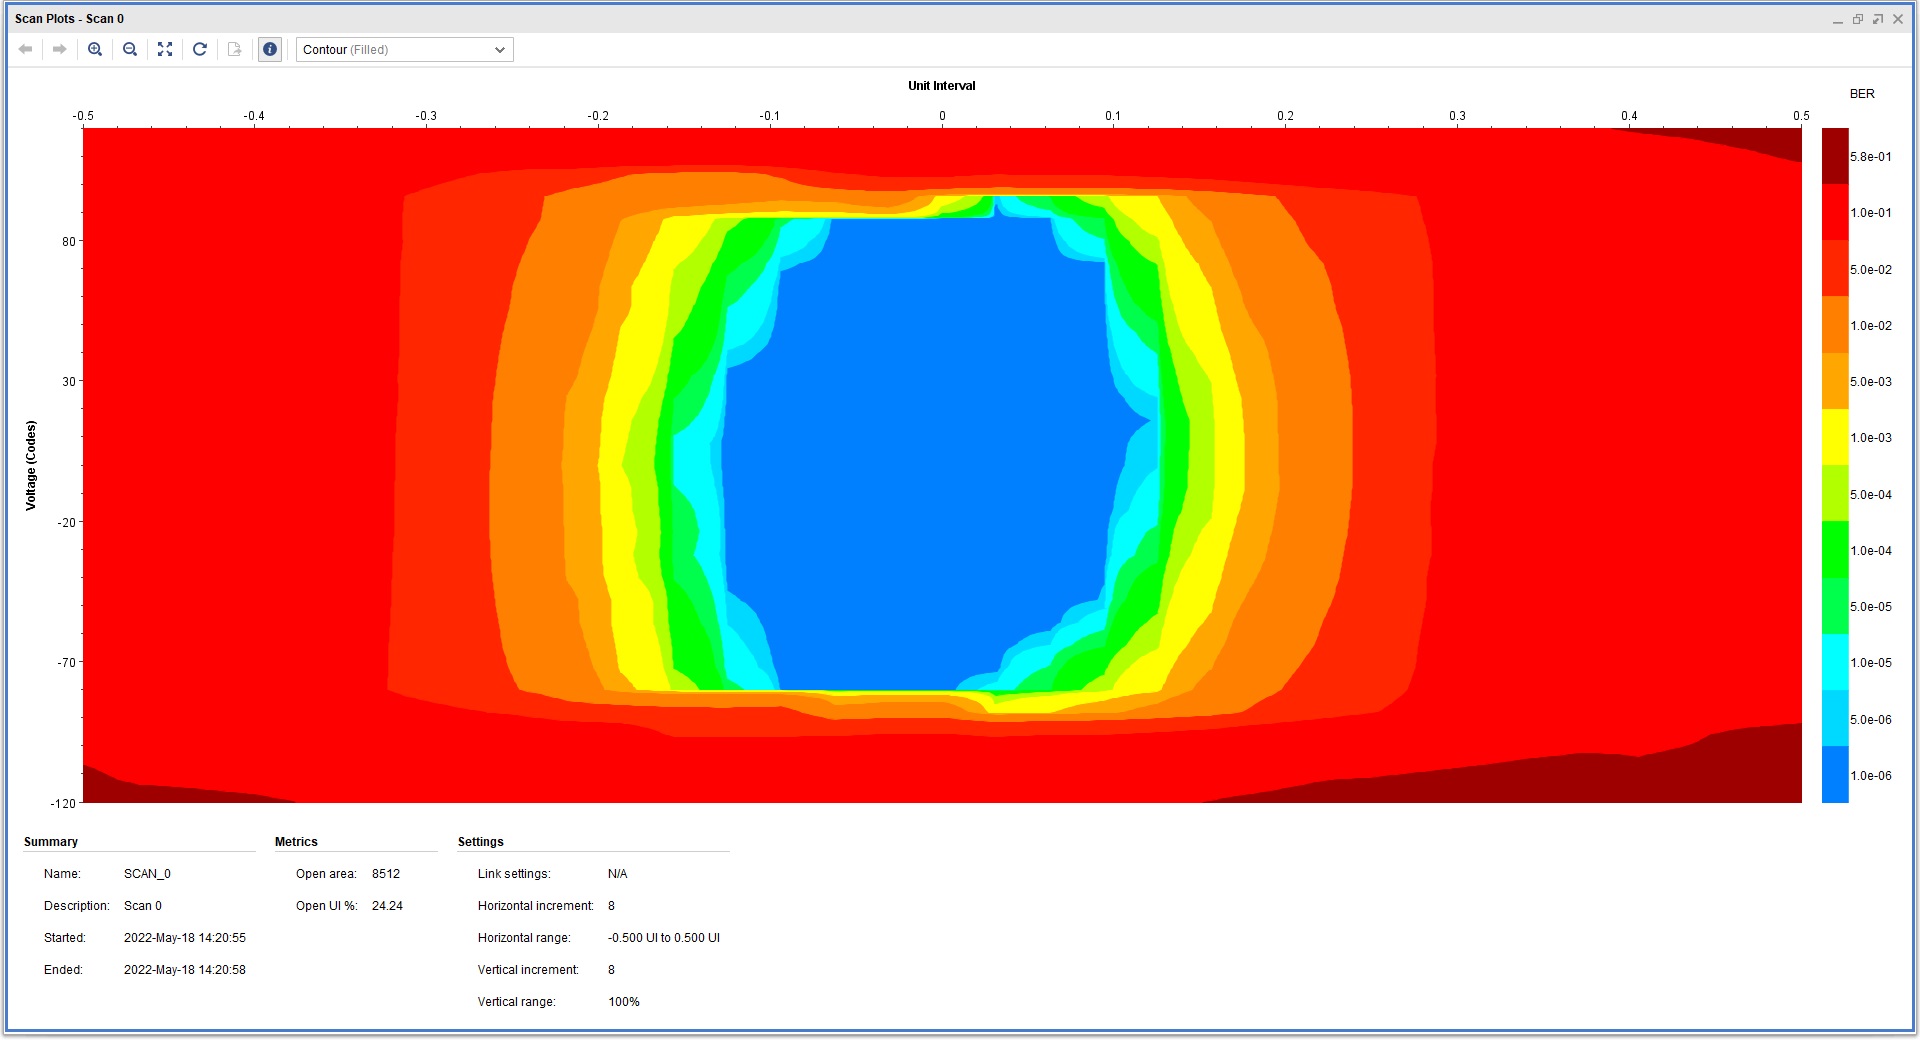 Scan Plots - Scan 0
Contour (Filled)
Unit Interval
BER
-0.5 -0.4 -0.3 -0.2 -0.1 0 0.1 0.2 0.3 0.4 0.5
Voltage (Codes)
80
30
-20
-70
-120
5.8e-01
1.0e-01
5.0e-02
1.0e-02
5.0e-03
1.0e-03
5.0e-04
1.0e-04
5.0e-05
1.0e-05
5.0e-06
1.0e-06
Summary
Name: SCAN_0
Description: Scan 0
Started: 2022-May-18 14:20:55
Ended: 2022-May-18 14:20:58
Metrics
Open area: 8512
Open UI %: 24.24
Settings
Link settings: N/A
Horizontal increment: 8
Horizontal range: -0.500 UI to 0.500 UI
Vertical increment: 8
Vertical range: 100%